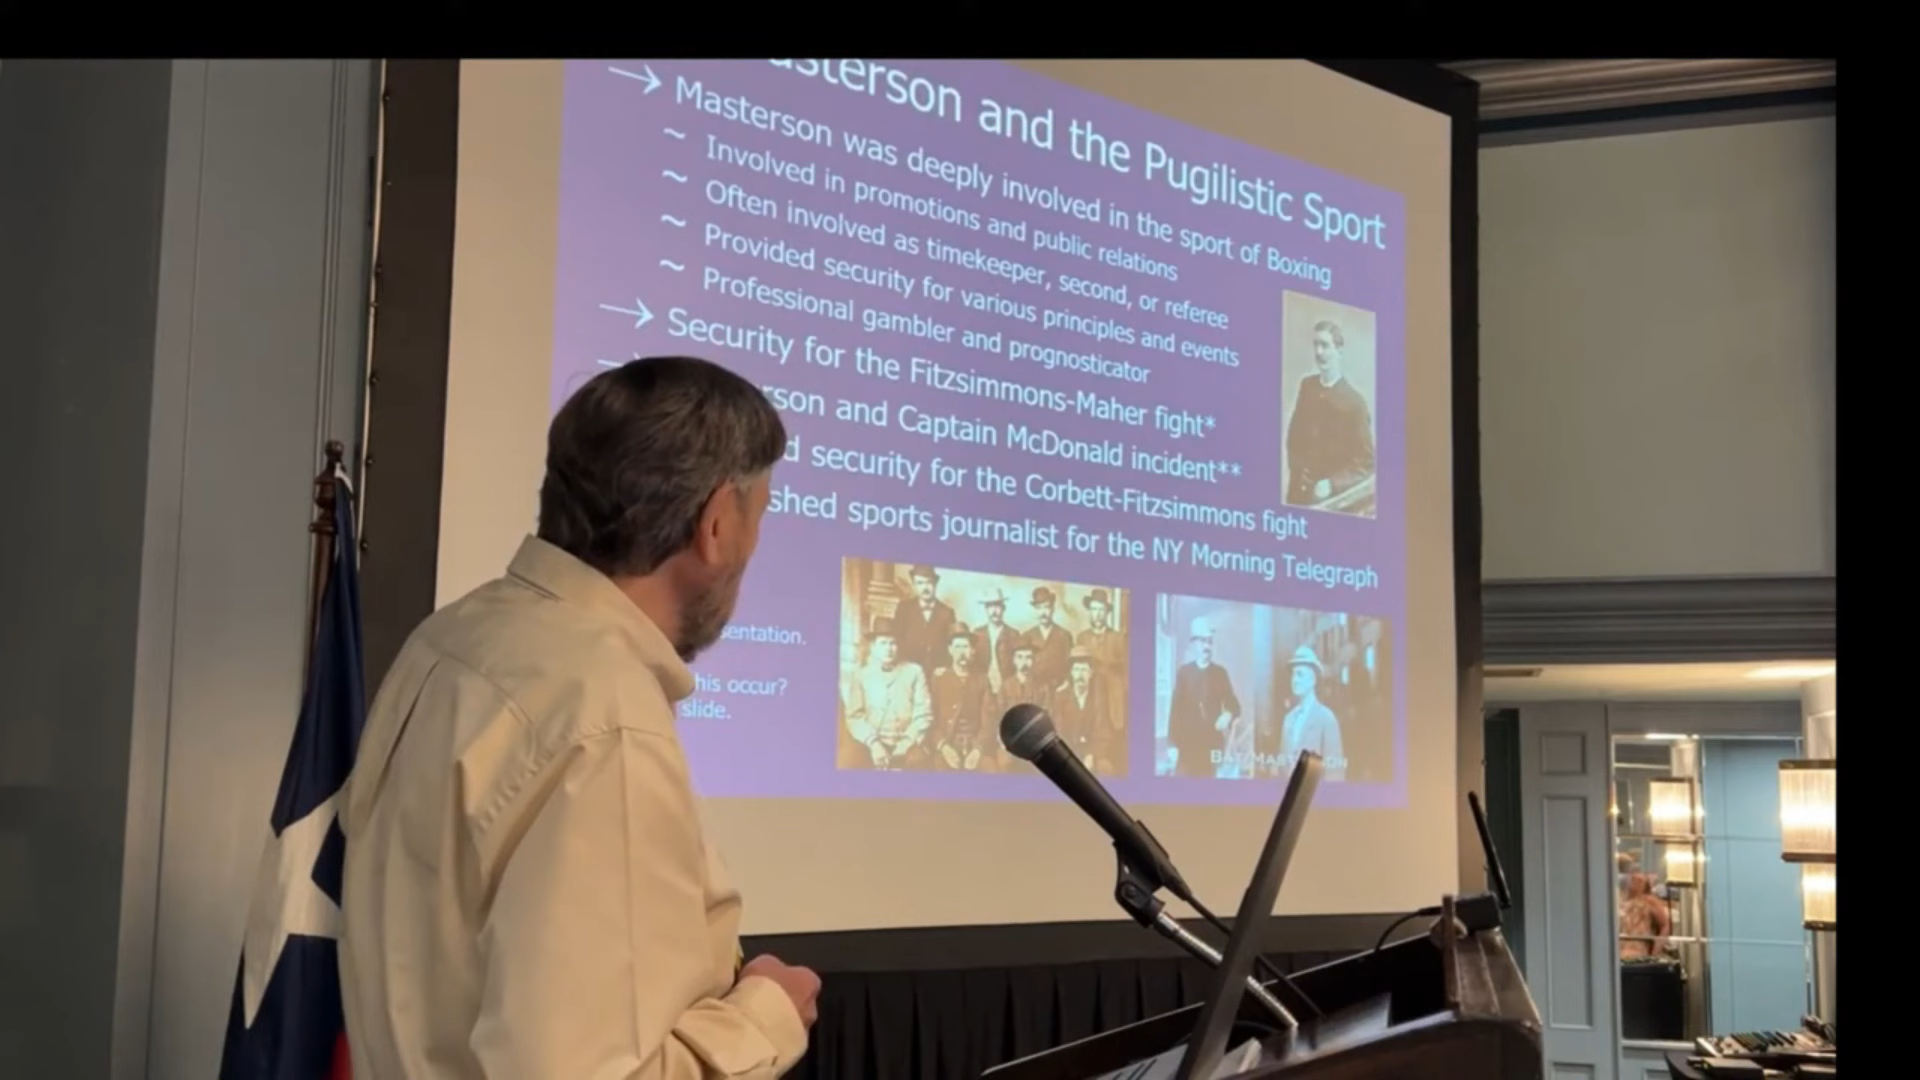 asterson and the Pugilistic Sport
→ Masterson was deeply involved in the sport of Boxing
~ Involved in promotions and public relations
~ Often involved as timekeeper, second, or referee
~ Provided security for various principles and events
~ Professional gambler and prognosticator
→ Security for the Fitzsimmons-Maher fight*
rson and Captain McDonald incident**
d security for the Corbett-Fitzsimmons fight
shed sports journalist for the NY Morning Telegraph
sentation.
his occur?
slide.